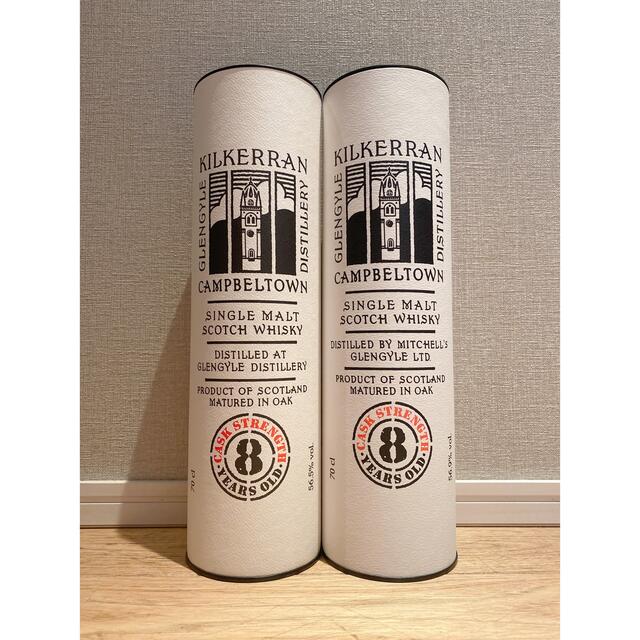 KILKERRAN
GLENGYLE
DISTILLERY
CAMPBELTOWN
SINGLE MALT
SCOTCH WHISKY
DISTILLED AT
GLENGYLE DISTILLERY
PRODUCT OF SCOTLAND
MATURED IN OAK
CASK STRENGTH
8
YEARS OLD
70 cl
56.5% vol.
KILKERRAN
GLENGYLE
DISTILLERY
CAMPBELTOWN
SINGLE MALT
SCOTCH WHISKY
DISTILLED BY MITCHELL'S
GLENGYLE LTD.
PRODUCT OF SCOTLAND
MATURED IN OAK
CASK STRENGTH
8
YEARS OLD
70 cl
56.9% vol.